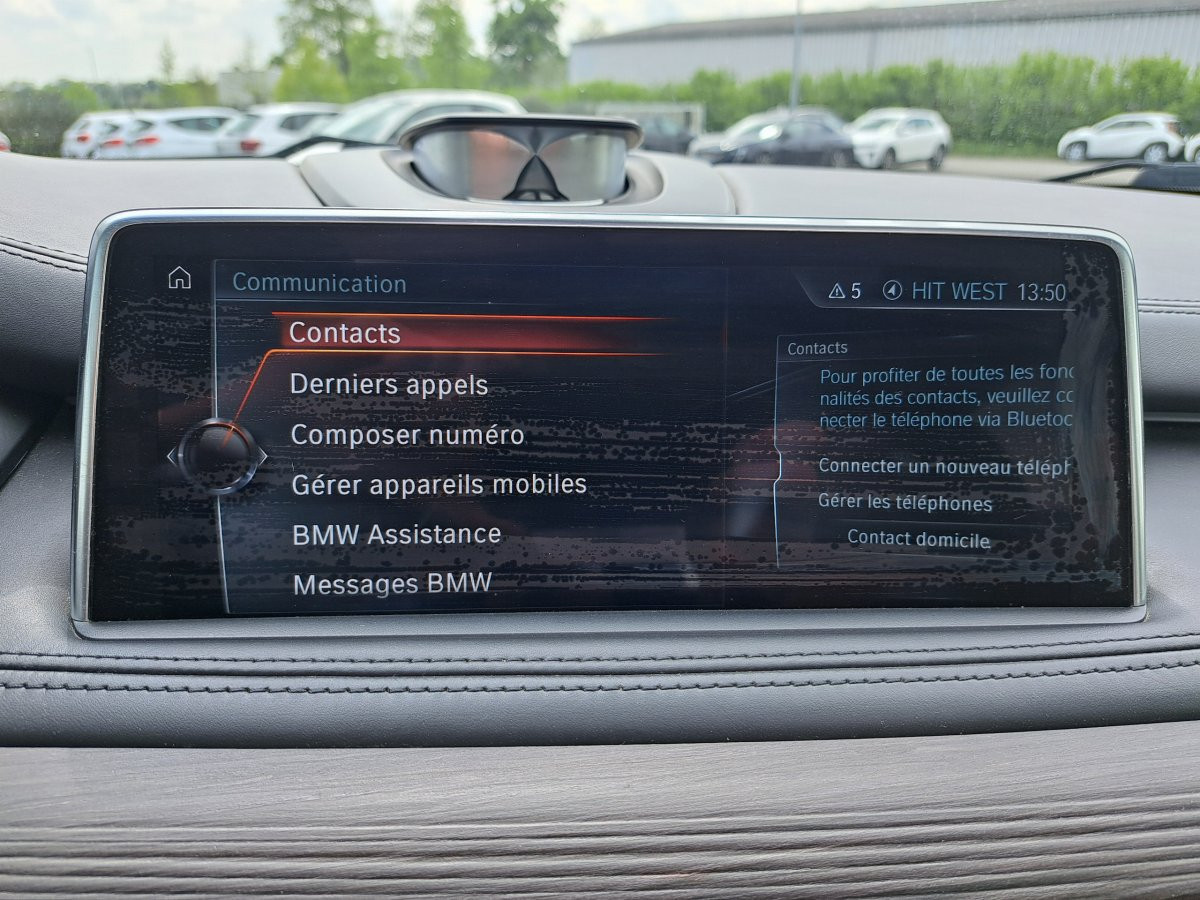 Communication
5 HIT WEST 13:50
Contacts
Derniers appels
Composer numéro
Gérer appareils mobiles
BMW Assistance
Messages BMW
Contacts
Pour profiter de toutes les fonc
nalités des contacts, veuillez co
necter le téléphone via Bluetoc
Connecter un nouveau téléph
Gérer les téléphones
Contact domicile